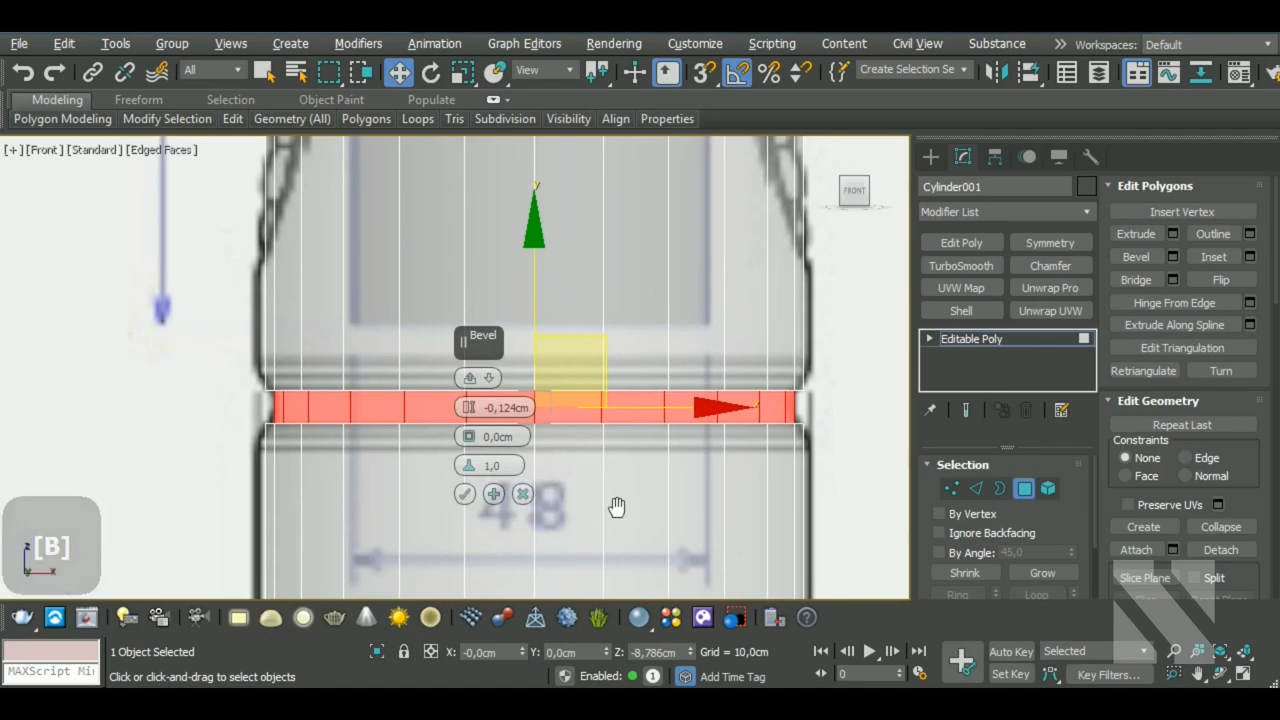 File Edit Tools Group Views Create Modifiers Animation Graph Editors Rendering Customize Scripting Content Civil View Substance Workspaces: Default
All View Create Selection Se
Modeling Freeform Selection Object Paint Populate
Polygon Modeling Modify Selection Edit Geometry (All) Polygons Loops Tris Subdivision Visibility Align Properties
[+] [Front] [Standard] [Edged Faces]
FRONT
y
Bevel
-0,124cm
0,0cm
1,0
48
[B]
z
x
Cylinder001
Modifier List
Edit Poly Symmetry
TurboSmooth Chamfer
UVW Map Unwrap Pro
Shell Unwrap UVW
Editable Poly
Selection
By Vertex
Ignore Backfacing
By Angle: 45,0
Shrink Grow
Ring Loop
Edit Polygons
Insert Vertex
Extrude Outline
Bevel Inset
Bridge Flip
Hinge From Edge
Extrude Along Spline
Edit Triangulation
Retriangulate Turn
Edit Geometry
Repeat Last
Constraints
None Edge
Face Normal
Preserve UVs
Create Collapse
Attach Detach
Slice Plane Split
1 Object Selected X: -0,0cm Y: 0,0cm Z: -8,786cm Grid = 10,0cm Auto Key Selected
MAXScript Mi Click or click-and-drag to select objects Enabled: 1 Add Time Tag 0 Set Key Key Filters...